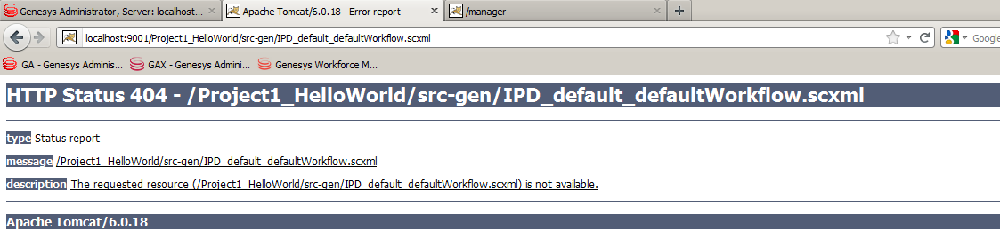 Genesys Administrator, Server: localhost...
Apache Tomcat/6.0.18 - Error report
/manager
localhost:9001/Project1_HelloWorld/src-gen/IPD_default_defaultWorkflow.scxml
Google
GA - Genesys Adminis... GAX - Genesys Admini... Genesys Workforce M...
HTTP Status 404 - /Project1_HelloWorld/src-gen/IPD_default_defaultWorkflow.scxml
type Status report
message /Project1_HelloWorld/src-gen/IPD_default_defaultWorkflow.scxml
description The requested resource (/Project1_HelloWorld/src-gen/IPD_default_defaultWorkflow.scxml) is not available.
Apache Tomcat/6.0.18